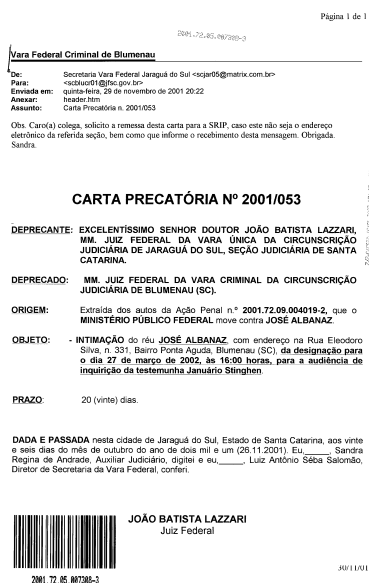 Página 1 de 1
2001.72.05.007308-3
Vara Federal Criminal de Blumenau
De: Secretaria Vara Federal Jaraguá do Sul <scjar05@matrix.com.br>
Para: <scblucr01@jfsc.gov.br>
Enviada em: quinta-feira, 29 de novembro de 2001 20:22
Anexar: header.htm
Assunto: Carta Precatória n. 2001/053
Obs. Caro(a) colega, solicito a remessa desta carta para a SRIP, caso este não seja o endereço
eletrônico da referida seção, bem como que informe o recebimento desta mensagem. Obrigada.
Sandra.
CARTA PRECATÓRIA Nº 2001/053
DEPRECANTE: EXCELENTÍSSIMO SENHOR DOUTOR JOÃO BATISTA LAZZARI,
MM. JUIZ FEDERAL DA VARA ÚNICA DA CIRCUNSCRIÇÃO
JUDICIÁRIA DE JARAGUÁ DO SUL, SEÇÃO JUDICIÁRIA DE SANTA
CATARINA.
DEPRECADO: MM. JUIZ FEDERAL DA VARA CRIMINAL DA CIRCUNSCRIÇÃO
JUDICIÁRIA DE BLUMENAU (SC).
ORIGEM: Extraída dos autos da Ação Penal n.º 2001.72.09.004019-2, que o
MINISTÉRIO PÚBLICO FEDERAL move contra JOSÉ ALBANAZ.
OBJETO: - INTIMAÇÃO do réu JOSÉ ALBANAZ, com endereço na Rua Eleodoro
Silva, n. 331, Bairro Ponta Aguda, Blumenau (SC), da designação para
o dia 27 de março de 2002, às 16:00 horas, para a audiência de
inquirição da testemunha Januário Stinghen.
PRAZO: 20 (vinte) dias.
DADA E PASSADA nesta cidade de Jaraguá do Sul, Estado de Santa Catarina, aos vinte
e seis dias do mês de outubro do ano de dois mil e um (26.11.2001). Eu,_____, Sandra
Regina de Andrade, Auxiliar Judiciário, digitei e eu,_____, Luiz Antônio Séba Salomão,
Diretor de Secretaria da Vara Federal, conferi.
JOÃO BATISTA LAZZARI
Juiz Federal
2001.72.05.007308-3
30/11/01